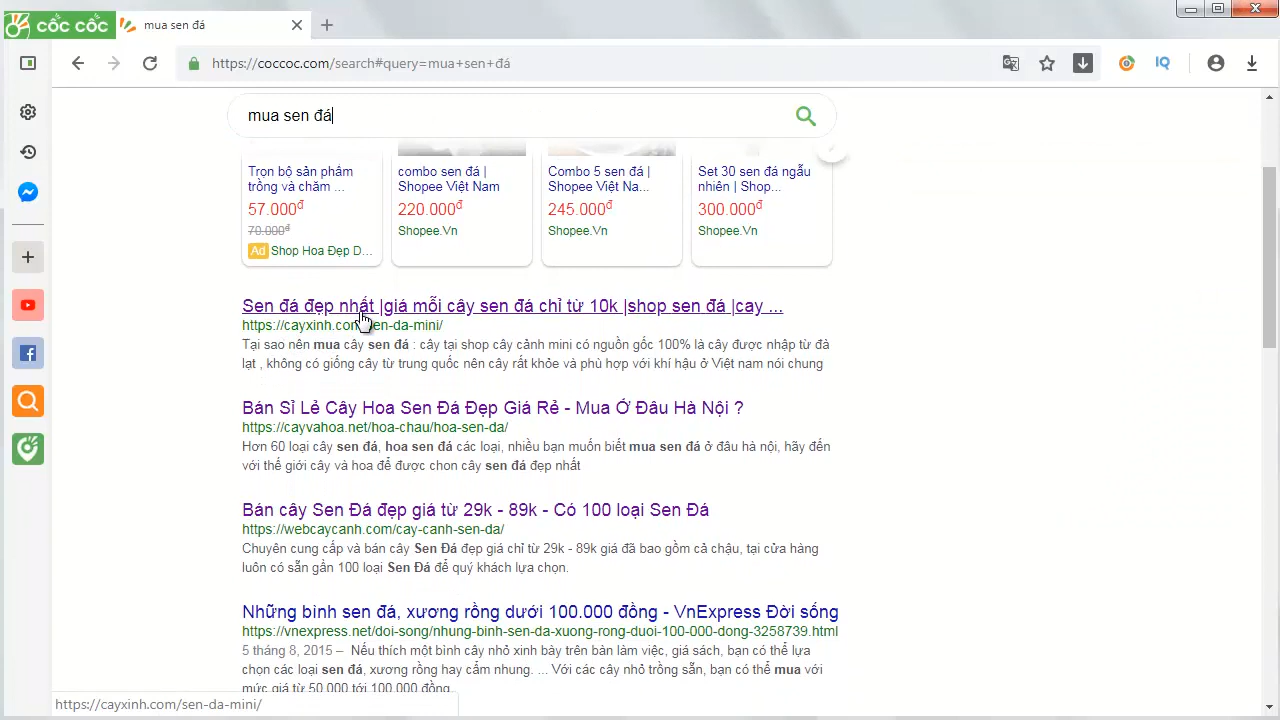 cốc cốc
mua sen đá
https://coccoc.com/search#query=mua+sen+đá
IQ
mua sen đá
Trọn bộ sản phẩm
trồng và chăm ...
57.000đ
70.000đ
Ad Shop Hoa Đẹp D...
combo sen đá |
Shopee Việt Nam
220.000đ
Shopee.Vn
Combo 5 sen đá |
Shopee Việt Na...
245.000đ
Shopee.Vn
Set 30 sen đá ngẫu
nhiên | Shop...
300.000đ
Shopee.Vn
Sen đá đẹp nhất |giá mỗi cây sen đá chỉ từ 10k |shop sen đá |cay ...
https://cayxinh.com/sen-da-mini/
Tại sao nên mua cây sen đá : cây tại shop cây cảnh mini có nguồn gốc 100% là cây được nhập từ đà
lạt , không có giống cây từ trung quốc nên cây rất khỏe và phù hợp với khí hậu ở Việt nam nói chung
Bán Sỉ Lẻ Cây Hoa Sen Đá Đẹp Giá Rẻ - Mua Ở Đâu Hà Nội ?
https://cayvahoa.net/hoa-chau/hoa-sen-da/
Hơn 60 loại cây sen đá, hoa sen đá các loại, nhiều bạn muốn biết mua sen đá ở đâu hà nội, hãy đến
với thế giới cây và hoa để được chon cây sen đá đẹp nhất
Bán cây Sen Đá đẹp giá từ 29k - 89k - Có 100 loại Sen Đá
https://webcaycanh.com/cay-canh-sen-da/
Chuyên cung cấp và bán cây Sen Đá đẹp giá chỉ từ 29k - 89k giá đã bao gồm cả chậu, tại cửa hàng
luôn có sẵn gần 100 loại Sen Đá để quý khách lựa chọn.
Những bình sen đá, xương rồng dưới 100.000 đồng - VnExpress Đời sống
https://vnexpress.net/doi-song/nhung-binh-sen-da-xuong-rong-duoi-100-000-dong-3258739.html
5 tháng 8, 2015 – Nếu thích một bình cây nhỏ xinh bày trên bàn làm việc, giá sách, bạn có thể lựa
chọn các loại sen đá, xương rồng hay cẩm nhung. ... Với các cây nhỏ trồng sẵn, bạn có thể mua với
mức giá từ 50.000 tới 100.000 đồng.
https://cayxinh.com/sen-da-mini/